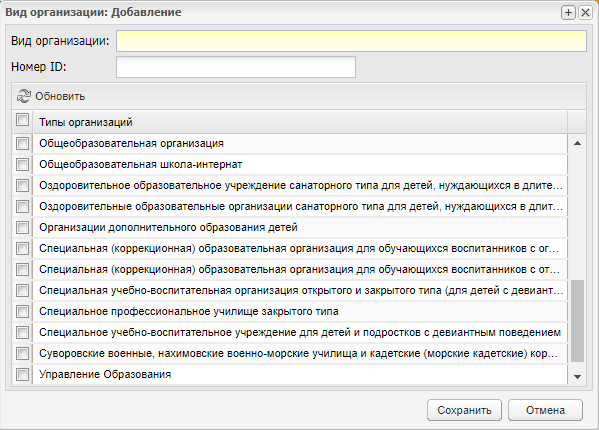 Вид организации: Добавление
Вид организации:
Номер ID:
Обновить
Типы организаций
Общеобразовательная организация
Общеобразовательная школа-интернат
Оздоровительное образовательное учреждение санаторного типа для детей, нуждающихся в длите...
Оздоровительные образовательные организации санаторного типа для детей, нуждающихся в длит...
Организации дополнительного образования детей
Специальная (коррекционная) образовательная организация для обучающихся воспитанников с ог...
Специальная (коррекционная) образовательная организация для обучающихся воспитанников с от...
Специальная учебно-воспитательная организация открытого и закрытого типа (для детей с девиант...
Специальное профессиональное училище закрытого типа
Специальное учебно-воспитательное учреждение для детей и подростков с девиантным поведением
Суворовские военные, нахимовские военно-морские училища и кадетские (морские кадетские) кор...
Управление Образования
Сохранить Отмена